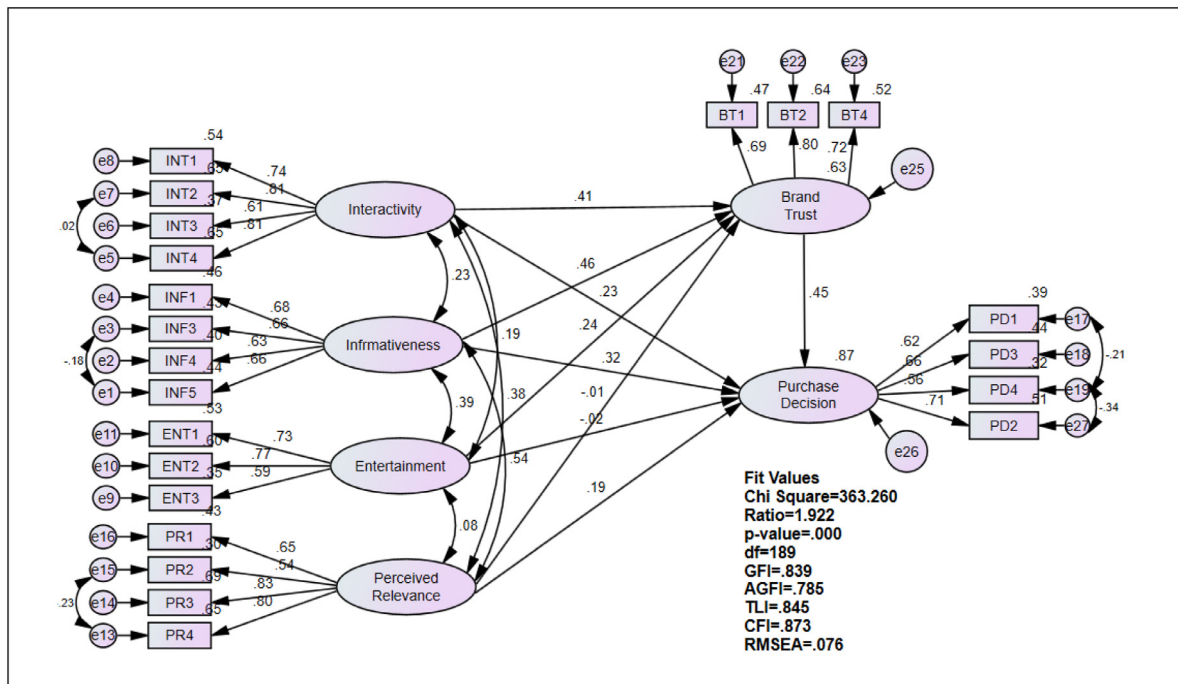 e21
e22
e23
.47
.64
.52
BT1
BT2
BT4
.69
.80
.72
.63
e25
Brand
Trust
.54
e8
INT1
.65
e7
INT2
.37
e6
INT3
.65
e5
INT4
.02
.74
.81
.61
.81
Interactivity
.41
.46
e4
INF1
.43
e3
INF3
.40
e2
INF4
.44
e1
INF5
-.18
.68
.66
.63
.66
Infrmativeness
.23
.46
.23
.19
.24
.32
.38
-.01
-.02
.54
.19
.45
.39
.08
.53
e11
ENT1
.60
e10
ENT2
.35
e9
ENT3
.73
.77
.59
Entertainment
.43
e16
PR1
.30
e15
PR2
.69
e14
PR3
.65
e13
PR4
.23
.65
.54
.83
.80
Perceived
Relevance
.87
Purchase
Decision
e26
.62
.66
.56
.71
.39
PD1
e17
.44
PD3
e18
.32
PD4
e19
.51
PD2
e27
-.21
-.34
Fit Values
Chi Square=363.260
Ratio=1.922
p-value=.000
df=189
GFI=.839
AGFI=.785
TLI=.845
CFI=.873
RMSEA=.076